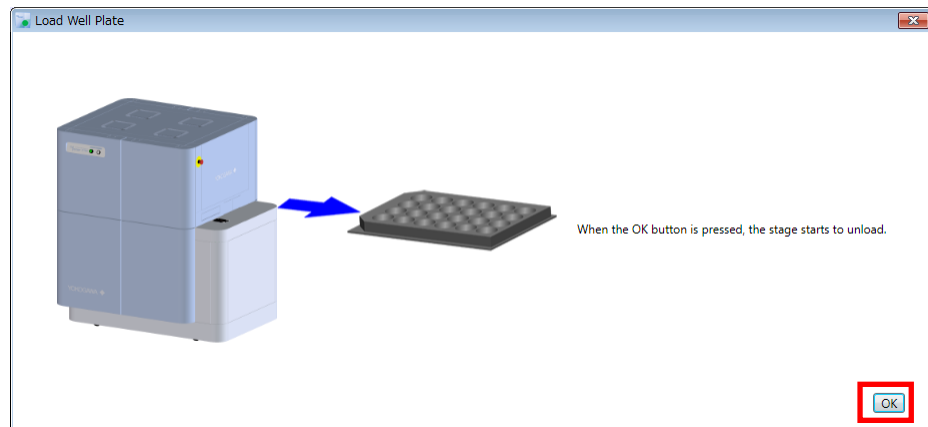 Load Well Plate
When the OK button is pressed, the stage starts to unload.
OK